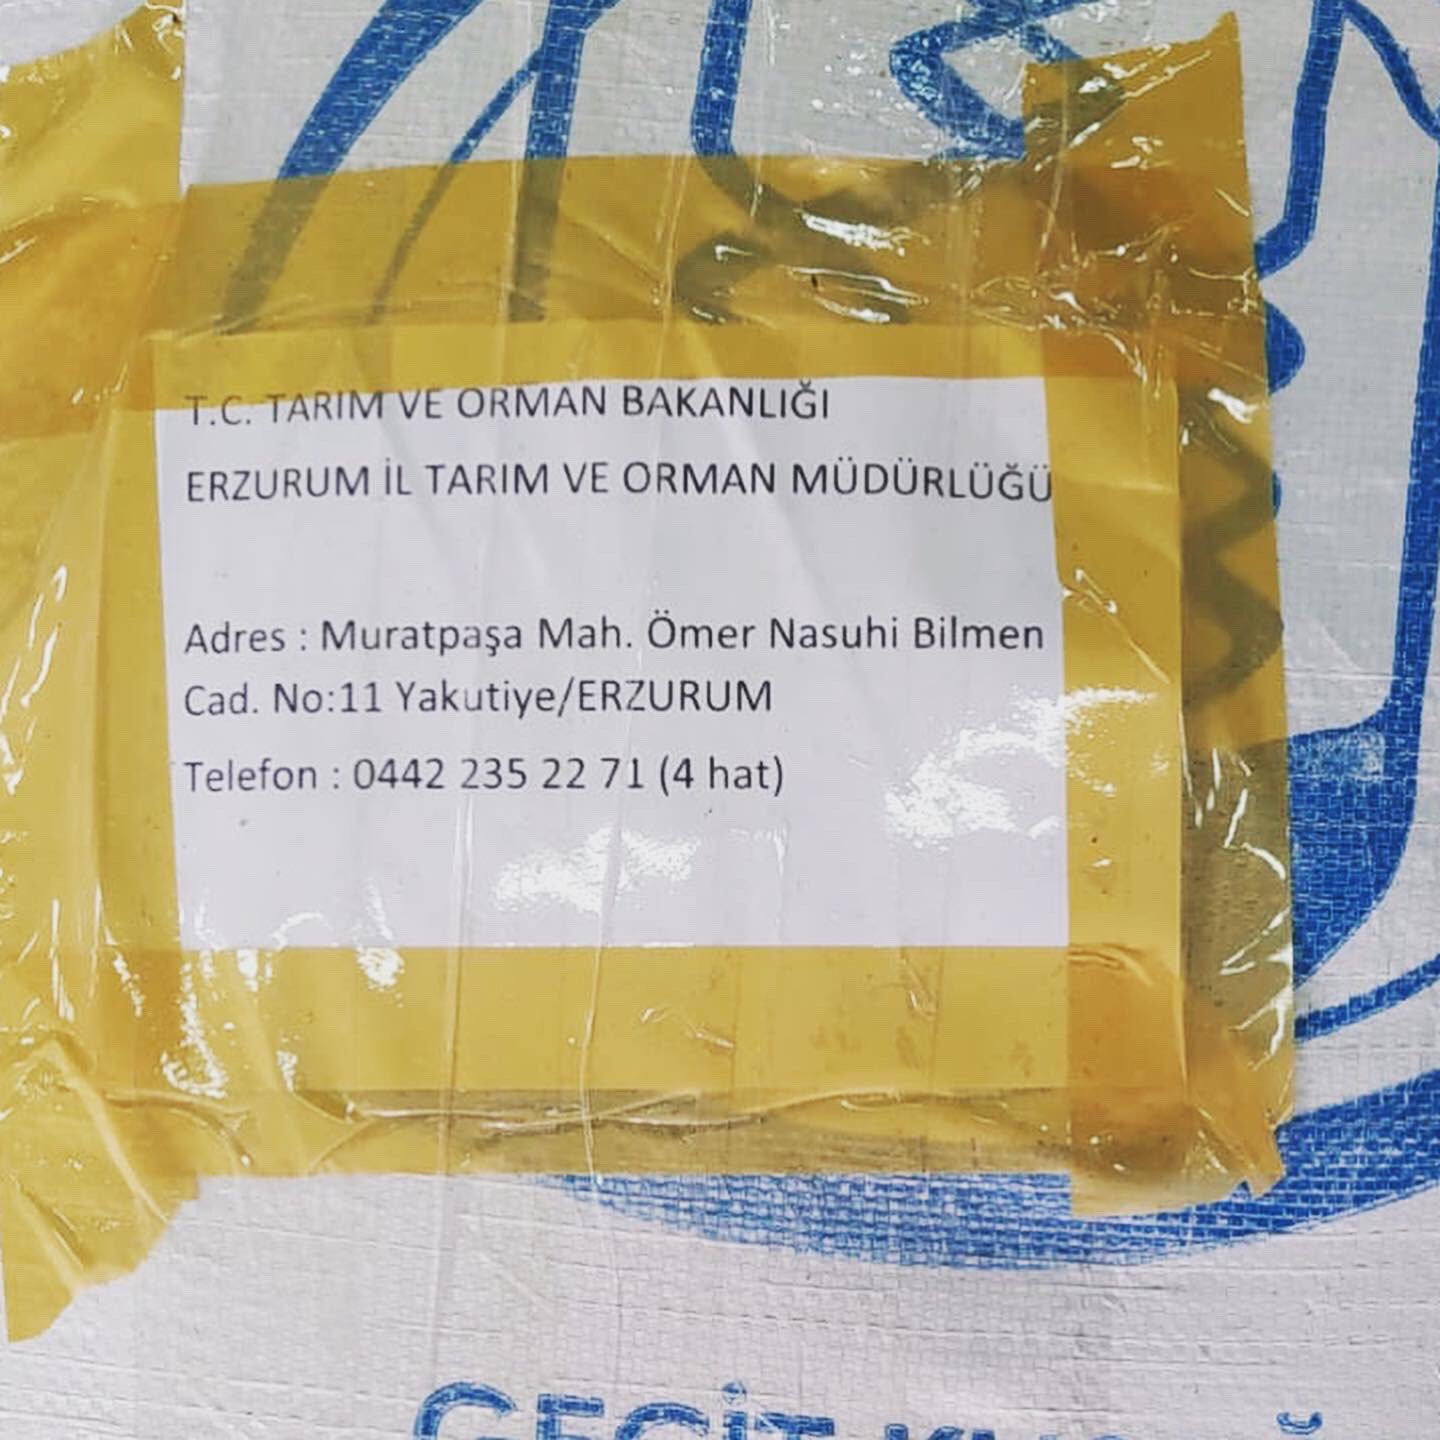 T.C. TARIM VE ORMAN BAKANLIĞI
ERZURUM İL TARIM VE ORMAN MÜDÜRLÜĞÜ
Adres : Muratpaşa Mah. Ömer Nasuhi Bilmen
Cad. No:11 Yakutiye/ERZURUM
Telefon : 0442 235 22 71 (4 hat)
GEÇİT